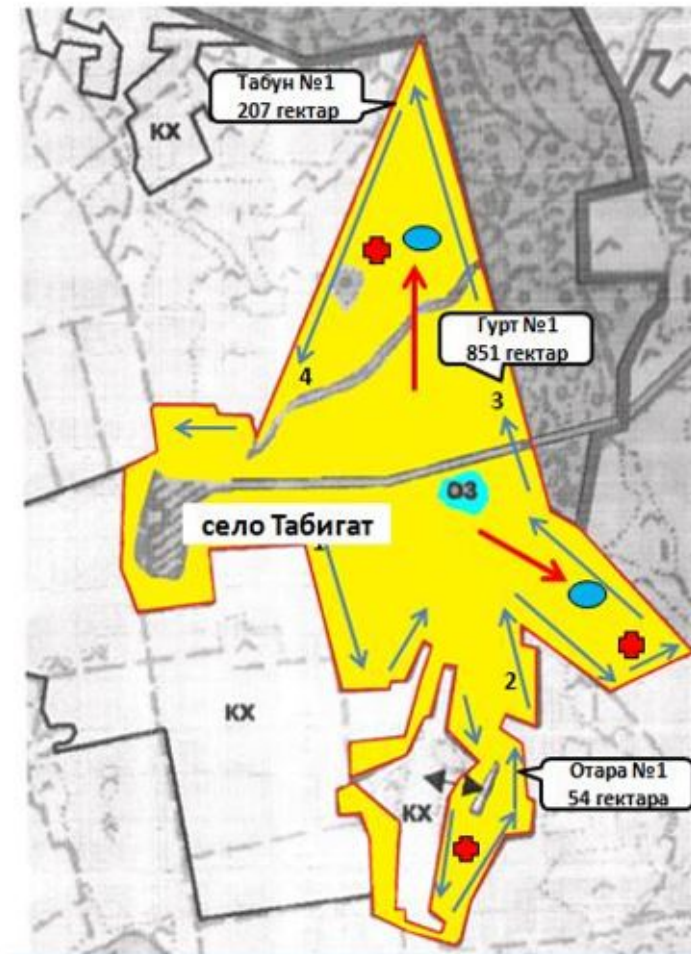 Табун №1
207 гектар
КХ
Гурт №1
851 гектар
4
3
ОЗ
село Табигат
1
2
КХ
Отара №1
54 гектара
КХ